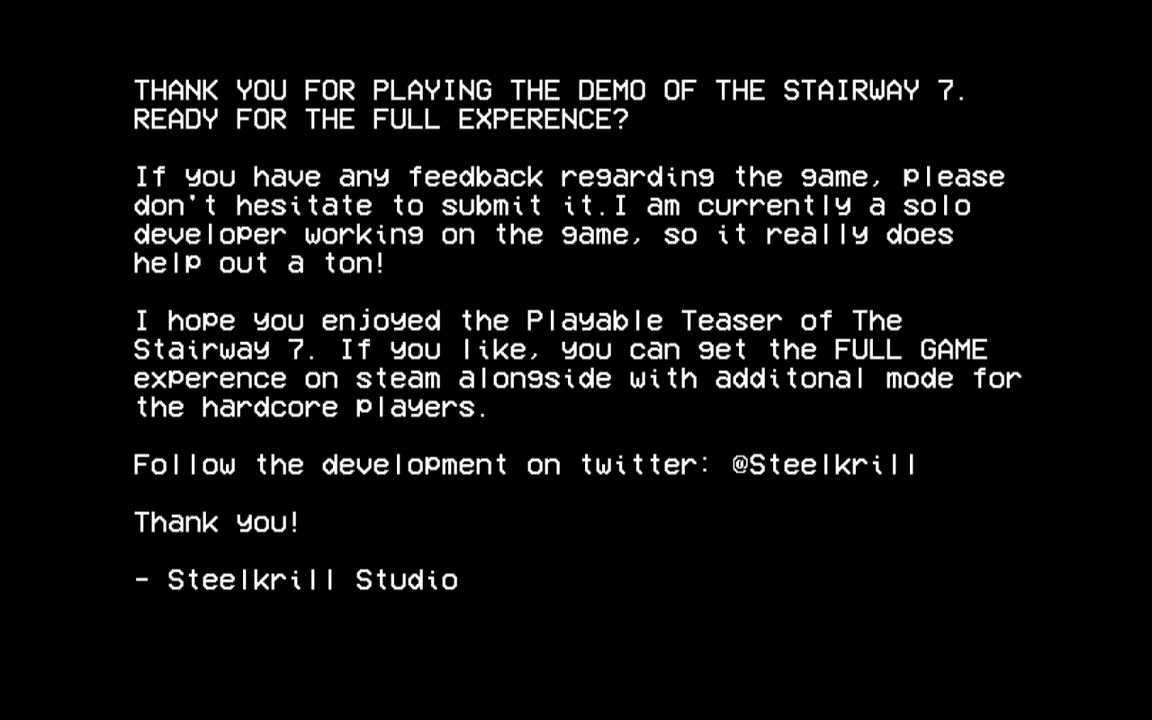 THANK YOU FOR PLAYING THE DEMO OF THE STAIRWAY 7.
READY FOR THE FULL EXPERENCE?
If you have any feedback regarding the game, please
don't hesitate to submit it.I am currently a solo
developer working on the game, so it really does
help out a ton!
I hope you enjoyed the Playable Teaser of The
Stairway 7. If you like, you can get the FULL GAME
experence on steam alongside with additonal mode for
the hardcore players.
Follow the development on twitter: @Steelkrill
Thank you!
- Steelkrill Studio